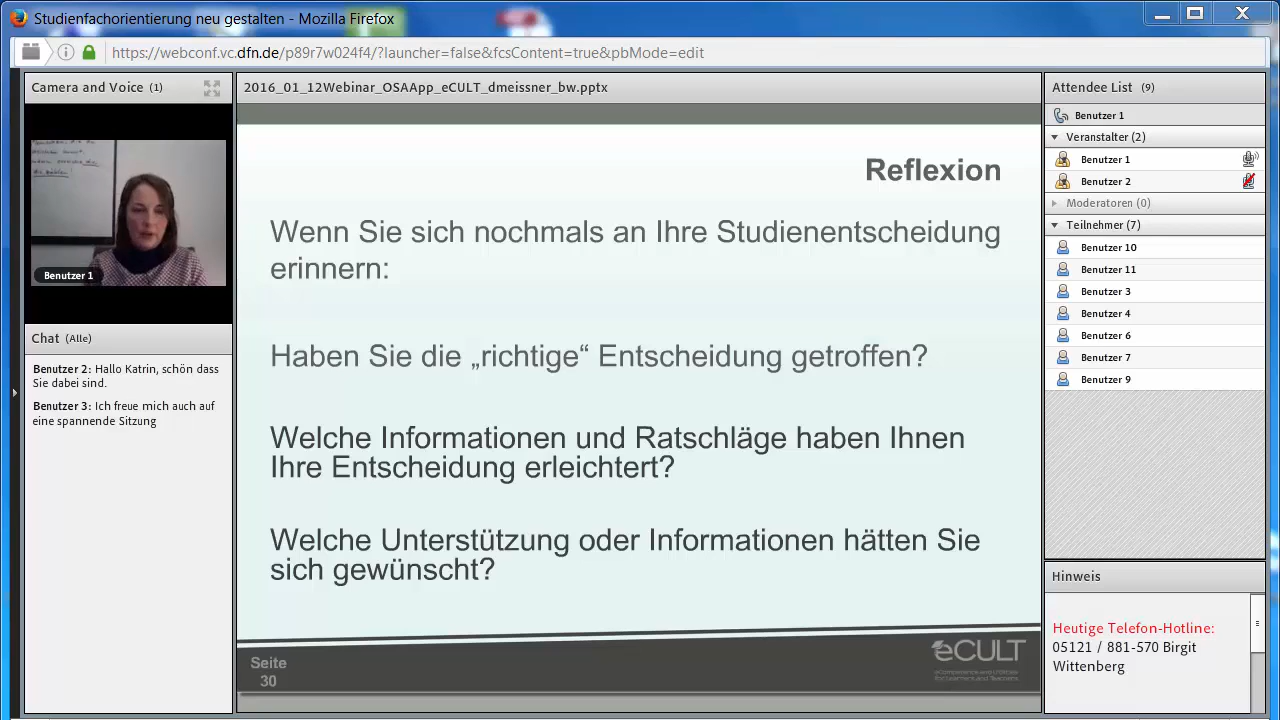 Studienfachorientierung neu gestalten - Mozilla Firefox
https://webconf.vc.dfn.de/p89r7w024f4/?launcher=false&fcsContent=true&pbMode=edit
Camera and Voice (1)
Benutzer 1
Chat (Alle)
Benutzer 2: Hallo Katrin, schön dass
Sie dabei sind.
Benutzer 3: Ich freue mich auch auf
eine spannende Sitzung
2016_01_12Webinar_OSAApp_eCULT_dmeissner_bw.pptx
Reflexion
Wenn Sie sich nochmals an Ihre Studienentscheidung
erinnern:
Haben Sie die „richtige“ Entscheidung getroffen?
Welche Informationen und Ratschläge haben Ihnen
Ihre Entscheidung erleichtert?
Welche Unterstützung oder Informationen hätten Sie
sich gewünscht?
Seite
30
eCULT
Attendee List (9)
Benutzer 1
Veranstalter (2)
Benutzer 1
Benutzer 2
Moderatoren (0)
Teilnehmer (7)
Benutzer 10
Benutzer 11
Benutzer 3
Benutzer 4
Benutzer 6
Benutzer 7
Benutzer 9
Hinweis
Heutige Telefon-Hotline:
05121 / 881-570 Birgit
Wittenberg